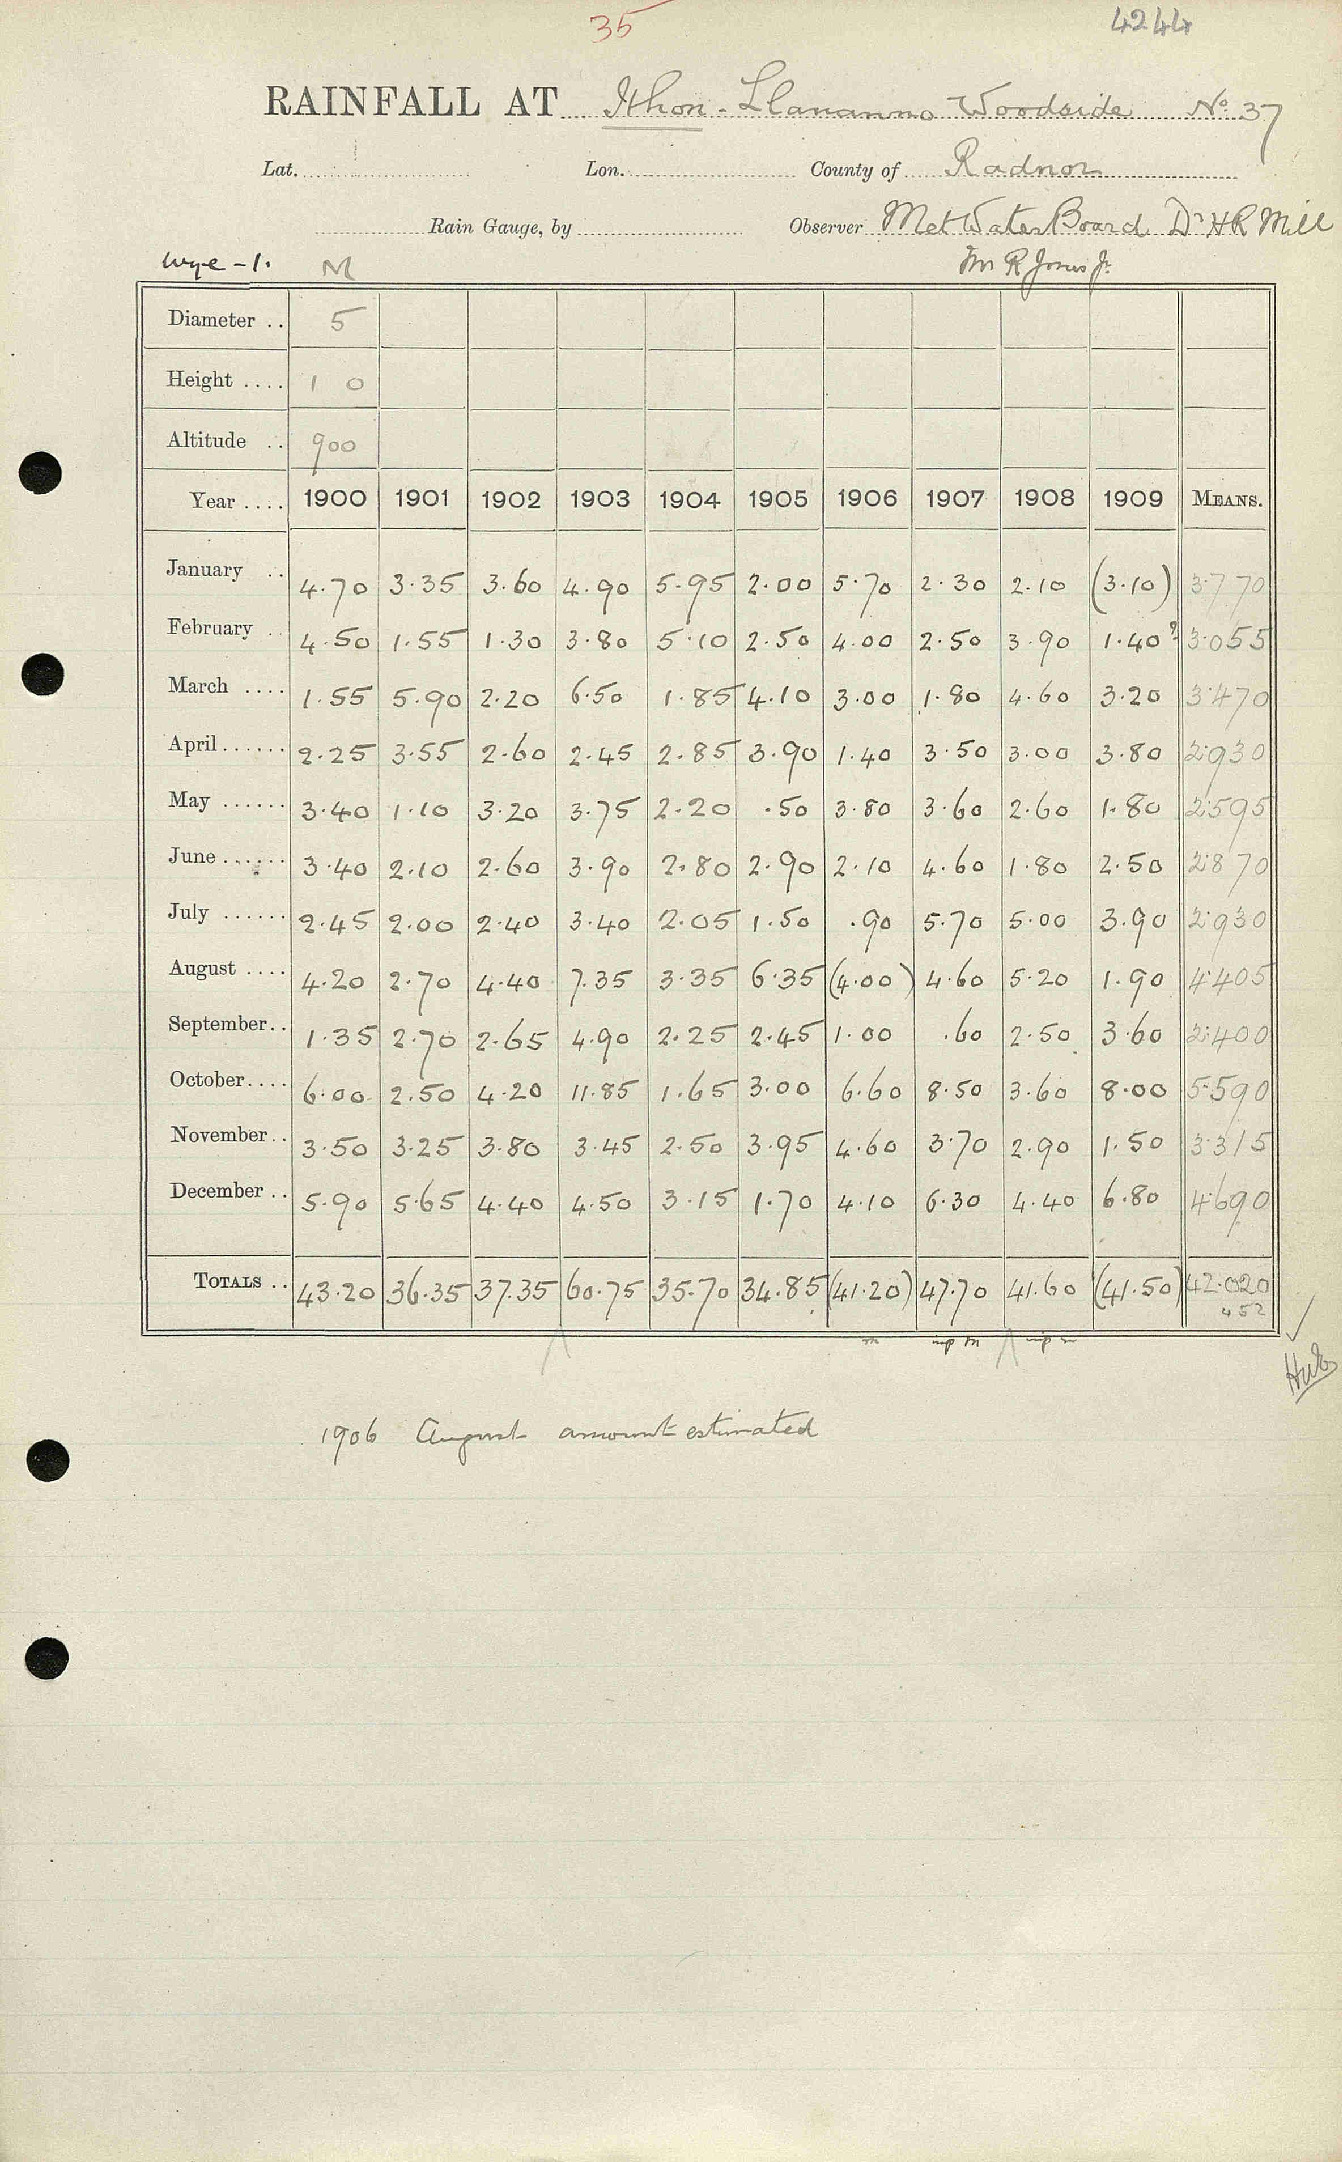 35 4244
RAINFALL AT Ithon - Llananno Woodside No. 37
Lat. Lon. County of Radnor
Rain Gauge, by Observer Met Water Board Dr HR Mill
Wye - 1. M Mr R Jones Jr.
Diameter .. 5
Height .... 1 0
Altitude .. 900
Year .... 1900 1901 1902 1903 1904 1905 1906 1907 1908 1909 MEANS.
January .. 4.70 3.35 3.60 4.90 5.95 2.00 5.70 2.30 2.10 (3.10) 3.770
February .. 4.50 1.55 1.30 3.80 5.10 2.50 4.00 2.50 3.90 1.40? 3.055
March .... 1.55 5.90 2.20 6.50 1.85 4.10 3.00 1.80 4.60 3.20 3.470
April ...... 2.25 3.55 2.60 2.45 2.85 3.90 1.40 3.50 3.00 3.80 2.930
May ...... 3.40 1.10 3.20 3.75 2.20 .50 3.80 3.60 2.60 1.80 2.595
June ...... 3.40 2.10 2.60 3.90 2.80 2.90 2.10 4.60 1.80 2.50 2.870
July ...... 2.45 2.00 2.40 3.40 2.05 1.50 .90 5.70 5.00 3.90 2.930
August .... 4.20 2.70 4.40 7.35 3.35 6.35 (4.00) 4.60 5.20 1.90 4.405
September .. 1.35 2.70 2.65 4.90 2.25 2.45 1.00 .60 2.50 3.60 2.400
October .... 6.00 2.50 4.20 11.85 1.65 3.00 6.60 8.50 3.60 8.00 5.590
November .. 3.50 3.25 3.80 3.45 2.50 3.95 4.60 3.70 2.90 1.50 3.315
December .. 5.90 5.65 4.40 4.50 3.15 1.70 4.10 6.30 4.40 6.80 4.690
TOTALS .. 43.20 36.35 37.35 60.75 35.70 34.85 (41.20) 47.70 41.60 (41.50) 42.020
452
1906 August amount estimated